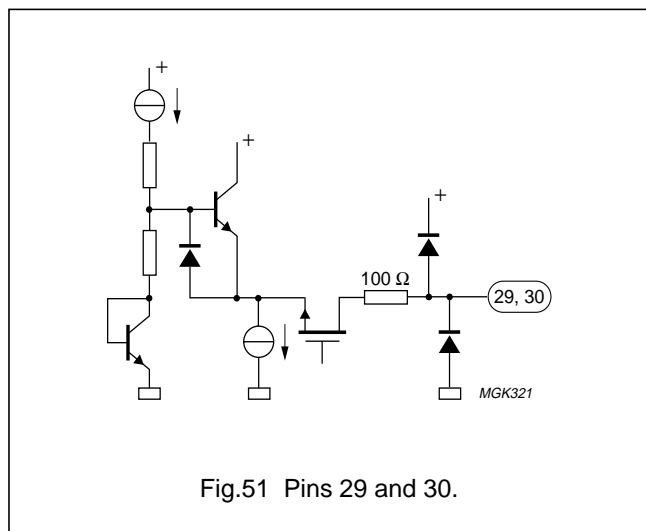 +
+
+
100 Ω
29, 30
MGK321
Fig.51 Pins 29 and 30.